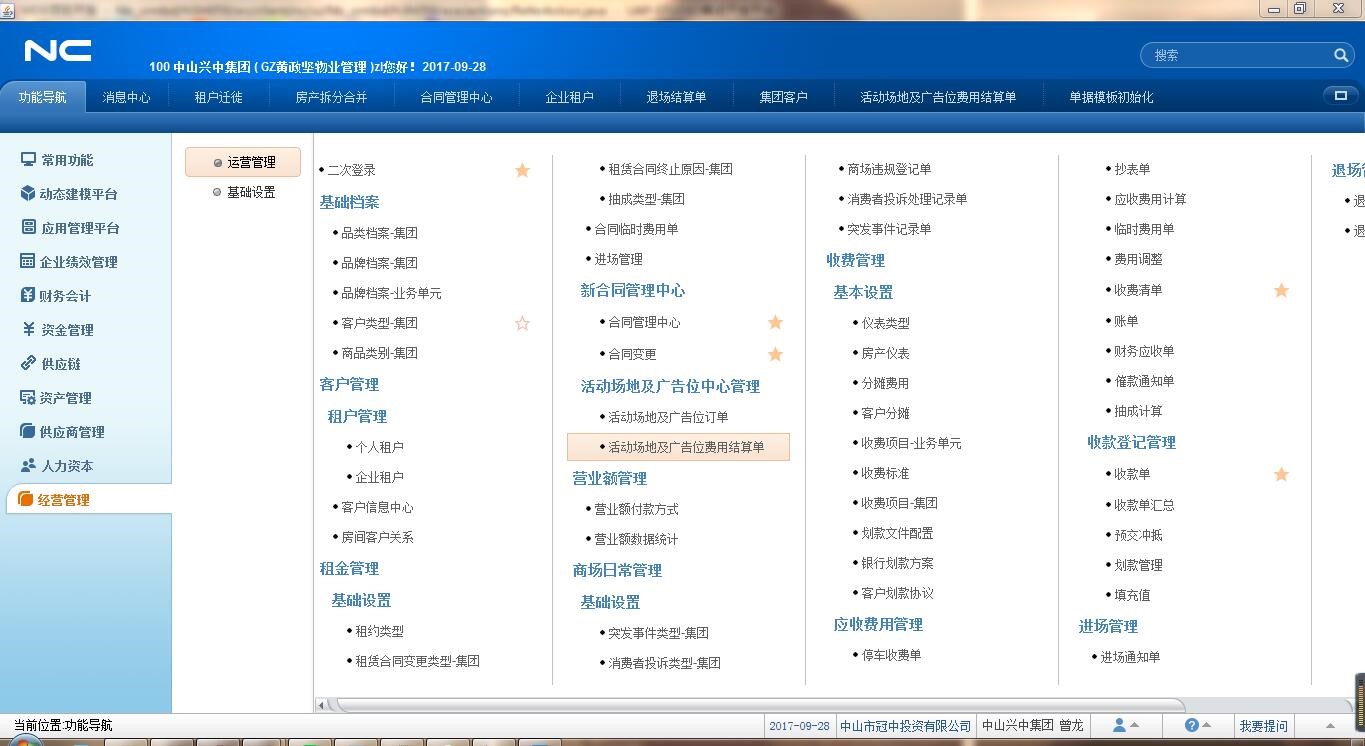 NC
100 中山兴中集团 ( GZ黄政坚物业管理 )zl您好！2017-09-28
搜索
功能导航 消息中心 租户迁徙 房产拆分合并 合同管理中心 企业租户 退场结算单 集团客户 活动场地及广告位费用结算单 单据模板初始化
常用功能
动态建模平台
应用管理平台
企业绩效管理
财务会计
资金管理
供应链
资产管理
供应商管理
人力资本
经营管理
运营管理
基础设置
二次登录
基础档案
品类档案-集团
品牌档案-集团
品牌档案-业务单元
客户类型-集团
商品类别-集团
客户管理
租户管理
个人租户
企业租户
客户信息中心
房间客户关系
租金管理
基础设置
租约类型
租赁合同变更类型-集团
租赁合同终止原因-集团
抽成类型-集团
合同临时费用单
进场管理
新合同管理中心
合同管理中心
合同变更
活动场地及广告位中心管理
活动场地及广告位订单
活动场地及广告位费用结算单
营业额管理
营业额付款方式
营业额数据统计
商场日常管理
基础设置
突发事件类型-集团
消费者投诉类型-集团
商场违规登记单
消费者投诉处理记录单
突发事件记录单
收费管理
基本设置
仪表类型
房产仪表
分摊费用
客户分摊
收费项目-业务单元
收费标准
收费项目-集团
划款文件配置
银行划款方案
客户划款协议
应收费用管理
停车收费单
抄表单
应收费用计算
临时费用单
费用调整
收费清单
账单
财务应收单
催款通知单
抽成计算
收款登记管理
收款单
收款单汇总
预交冲抵
划款管理
填充值
进场管理
进场通知单
退场
退
退
当前位置:功能导航
2017-09-28 中山市冠中投资有限公司 中山兴中集团 曾龙 我要提问